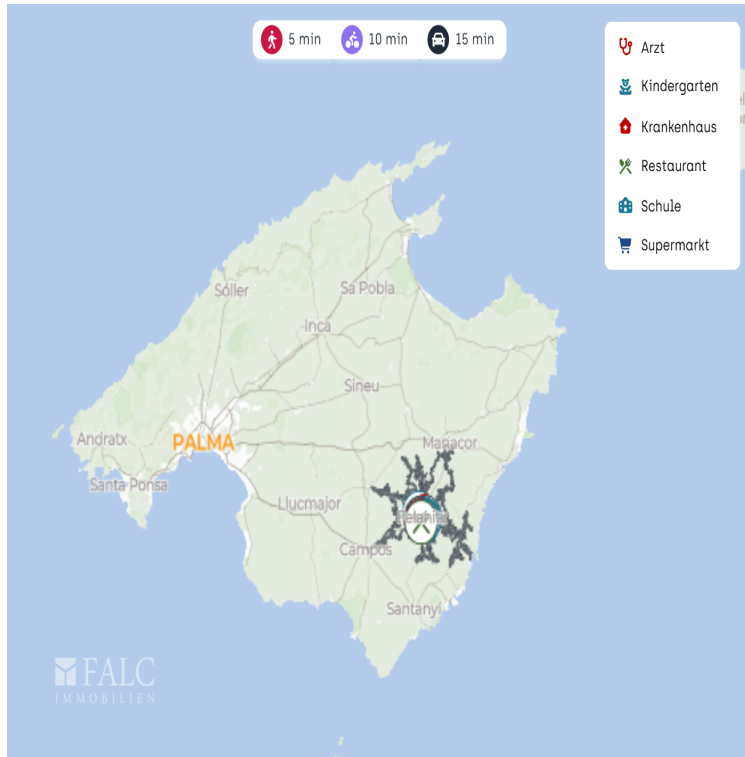 5 min
10 min
15 min
Arzt
Kindergarten
Krankenhaus
Restaurant
Schule
Supermarkt
Sóller
Sa Pobla
Inca
Sineu
Andratx
PALMA
Manacor
Santa Ponsa
Llucmajor
Campos
Santanyí
FALC
IMMOBILIEN